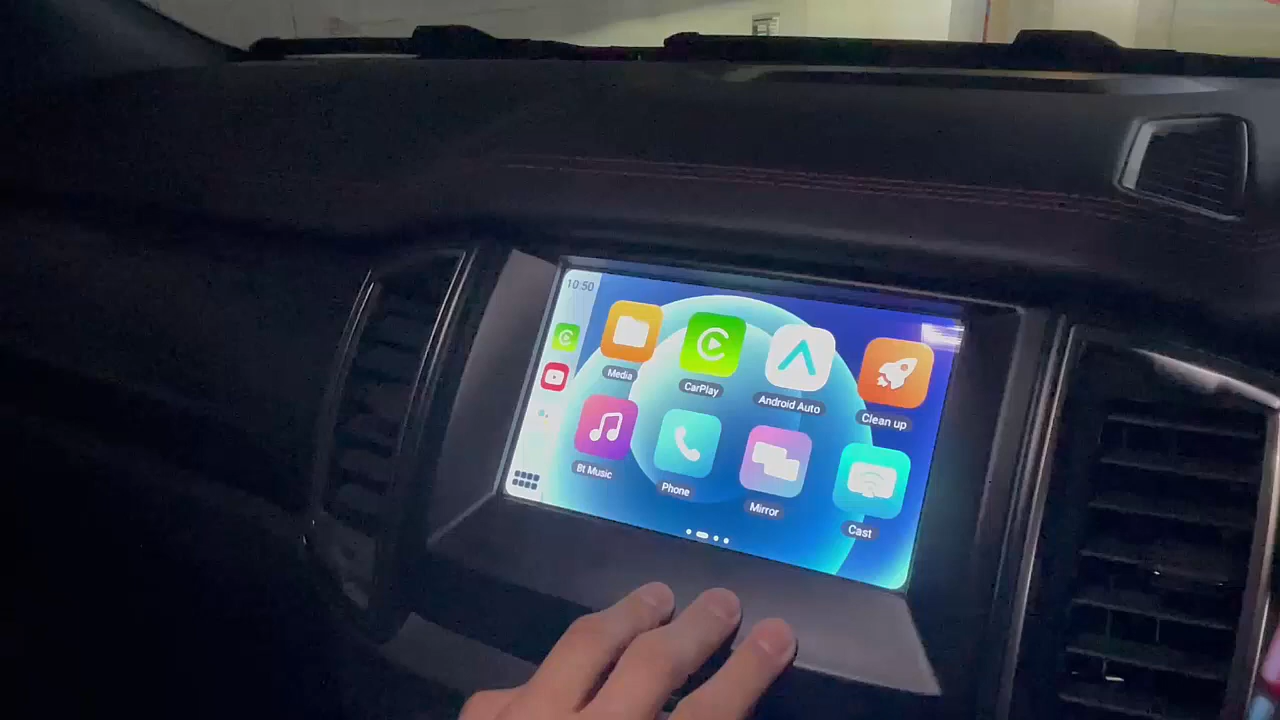 10:50
Media
CarPlay
Android Auto
Clean up
Bt Music
Phone
Mirror
Cast